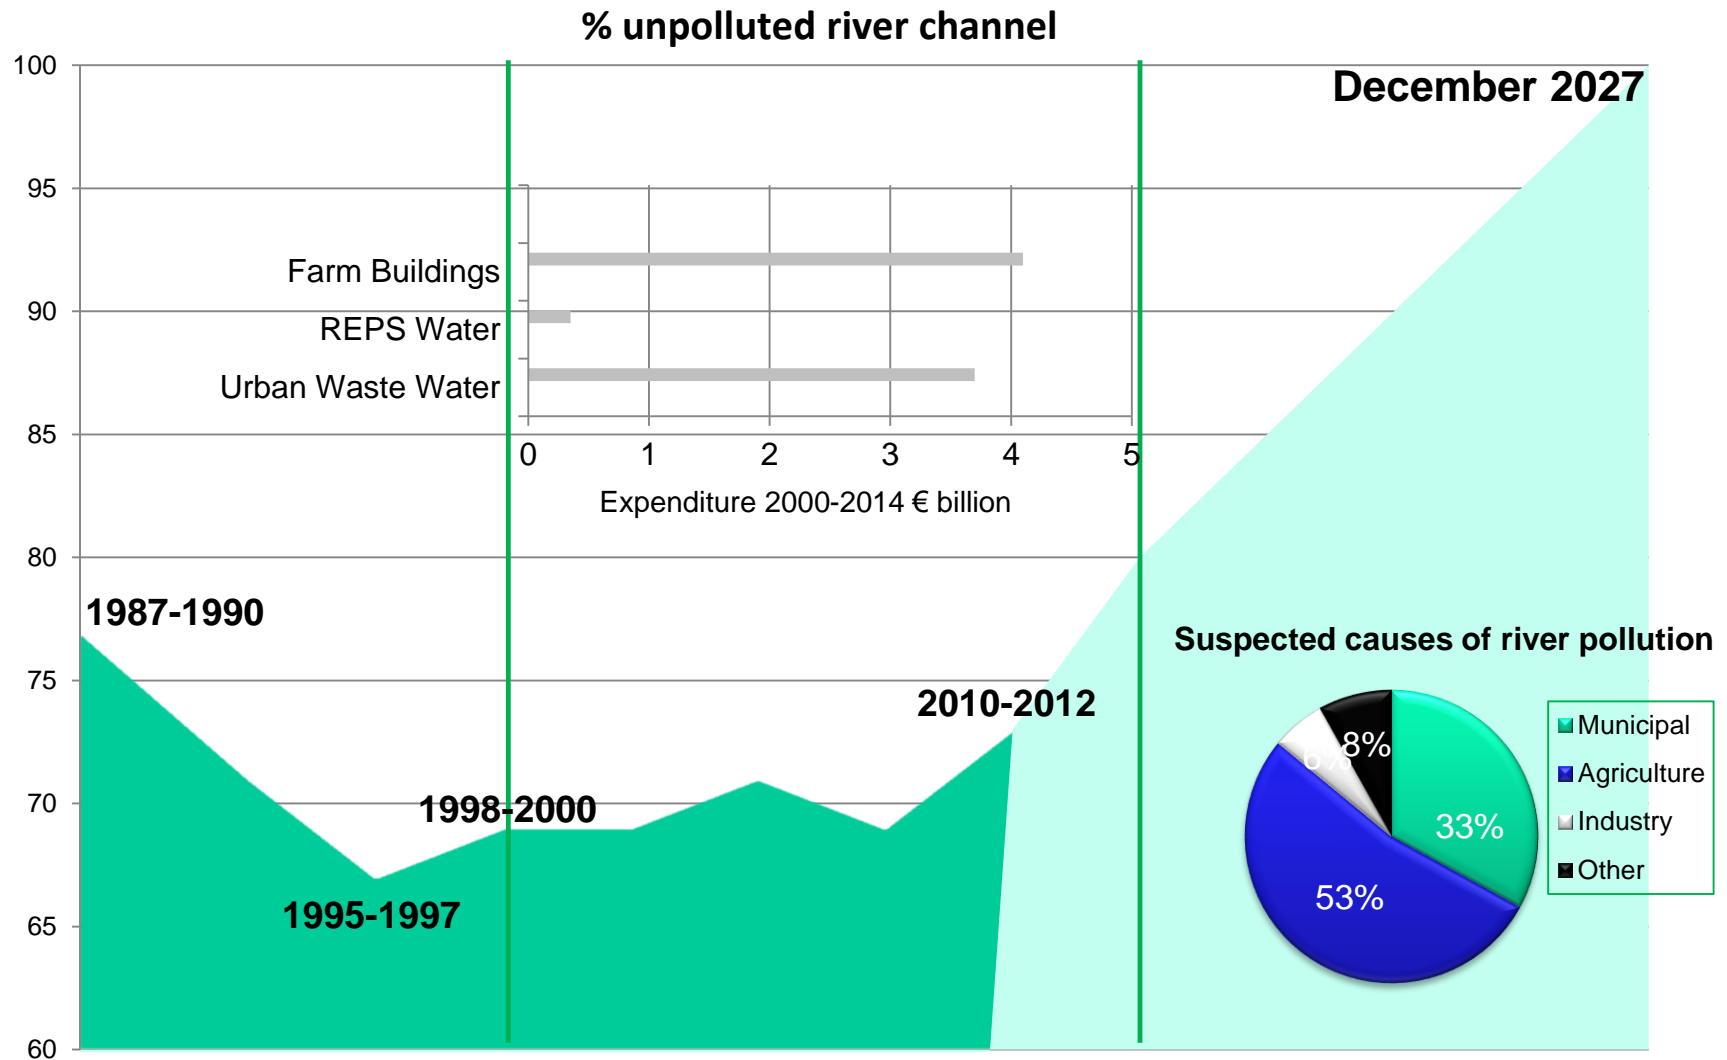 % unpolluted river channel
100
December 2027
95
Farm Buildings
90
REPS Water
Urban Waste Water
85
0 1 2 3 4 5
Expenditure 2000-2014 € billion
80
1987-1990
Suspected causes of river pollution
75
2010-2012
Municipal
8%
6%
Agriculture
70
1998-2000
33%
Industry
Other
53%
1995-1997
65
60